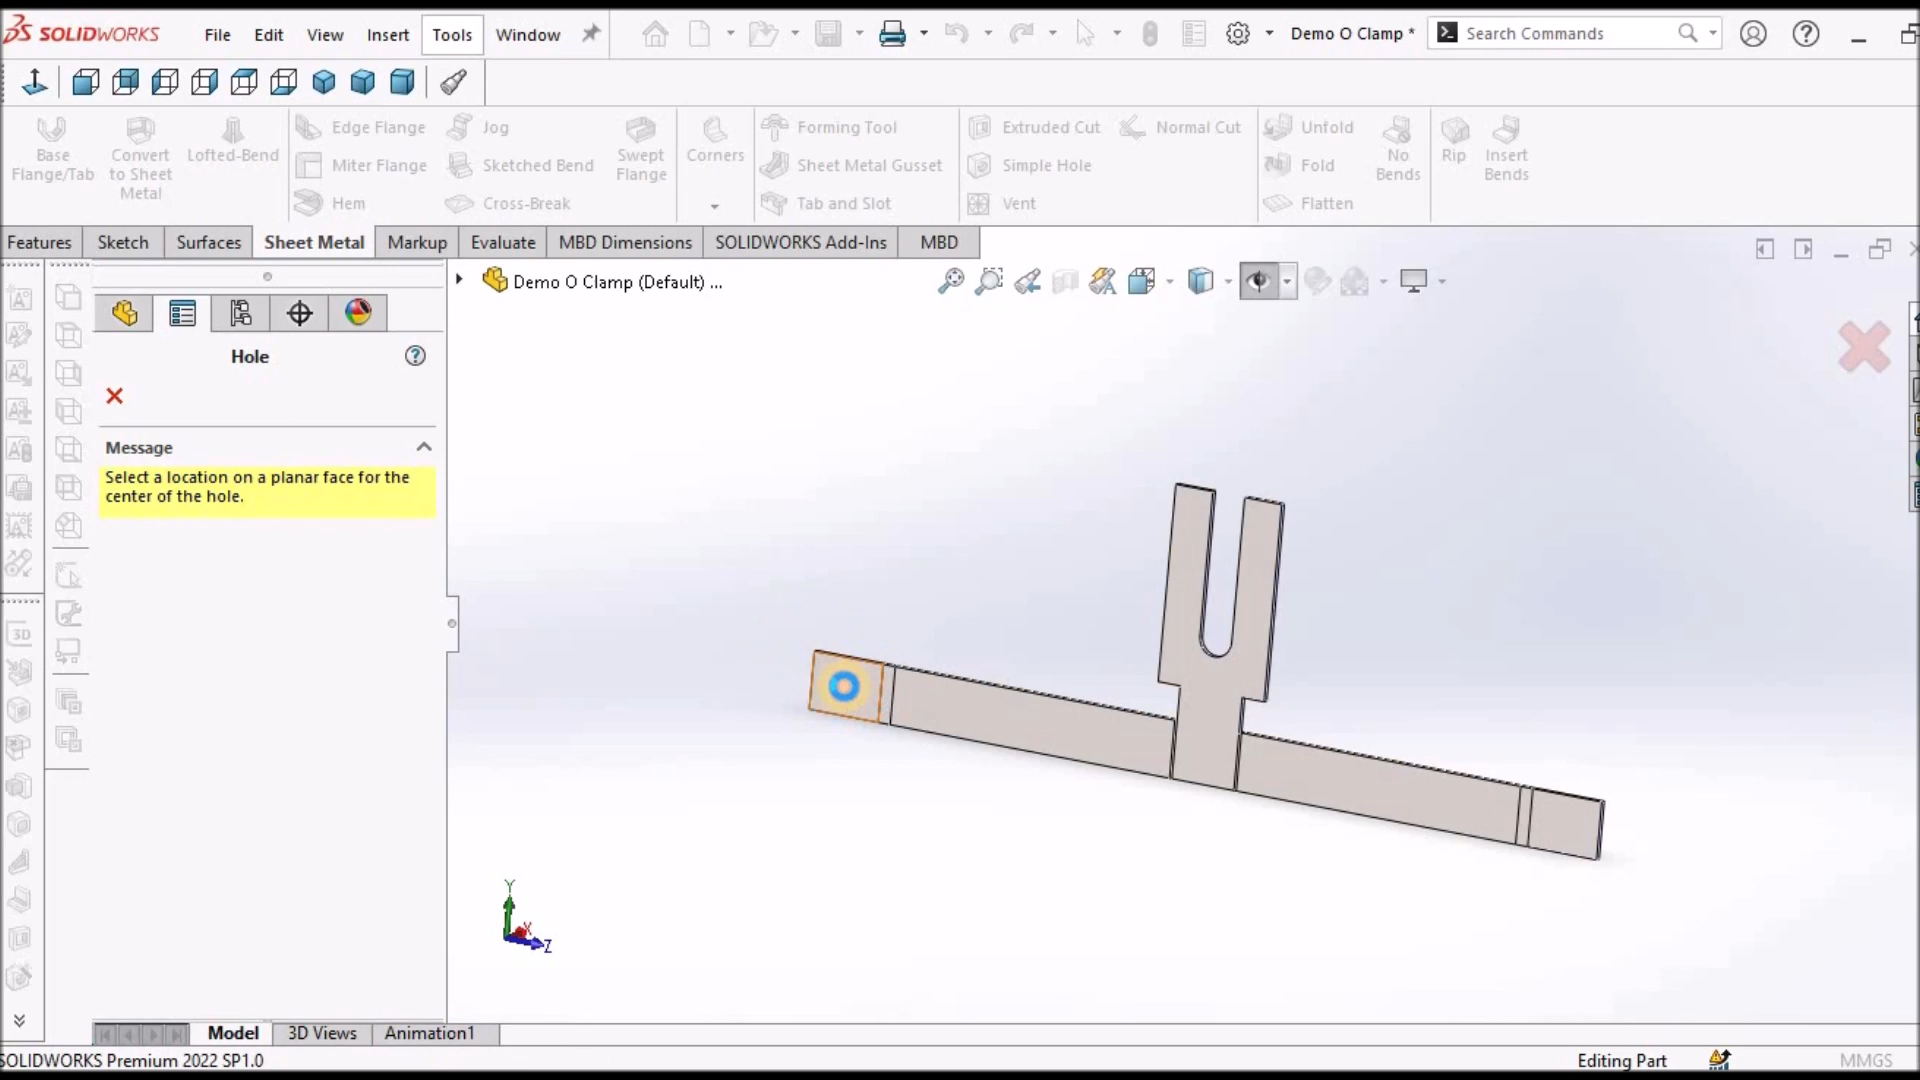 SOLIDWORKS File Edit View Insert Tools Window Demo O Clamp * Search Commands
Base Flange/Tab
Convert to Sheet Metal
Lofted-Bend
Edge Flange
Miter Flange
Hem
Jog
Sketched Bend
Cross-Break
Swept Flange
Corners
Forming Tool
Sheet Metal Gusset
Tab and Slot
Extruded Cut
Simple Hole
Vent
Normal Cut
Unfold
Fold
Flatten
No Bends
Rip
Insert Bends
Features Sketch Surfaces Sheet Metal Markup Evaluate MBD Dimensions SOLIDWORKS Add-Ins MBD
Demo O Clamp (Default) ...
Hole
Message
Select a location on a planar face for the
center of the hole.
3D
Y
X
Z
Model 3D Views Animation1
SOLIDWORKS Premium 2022 SP1.0 Editing Part MMGS